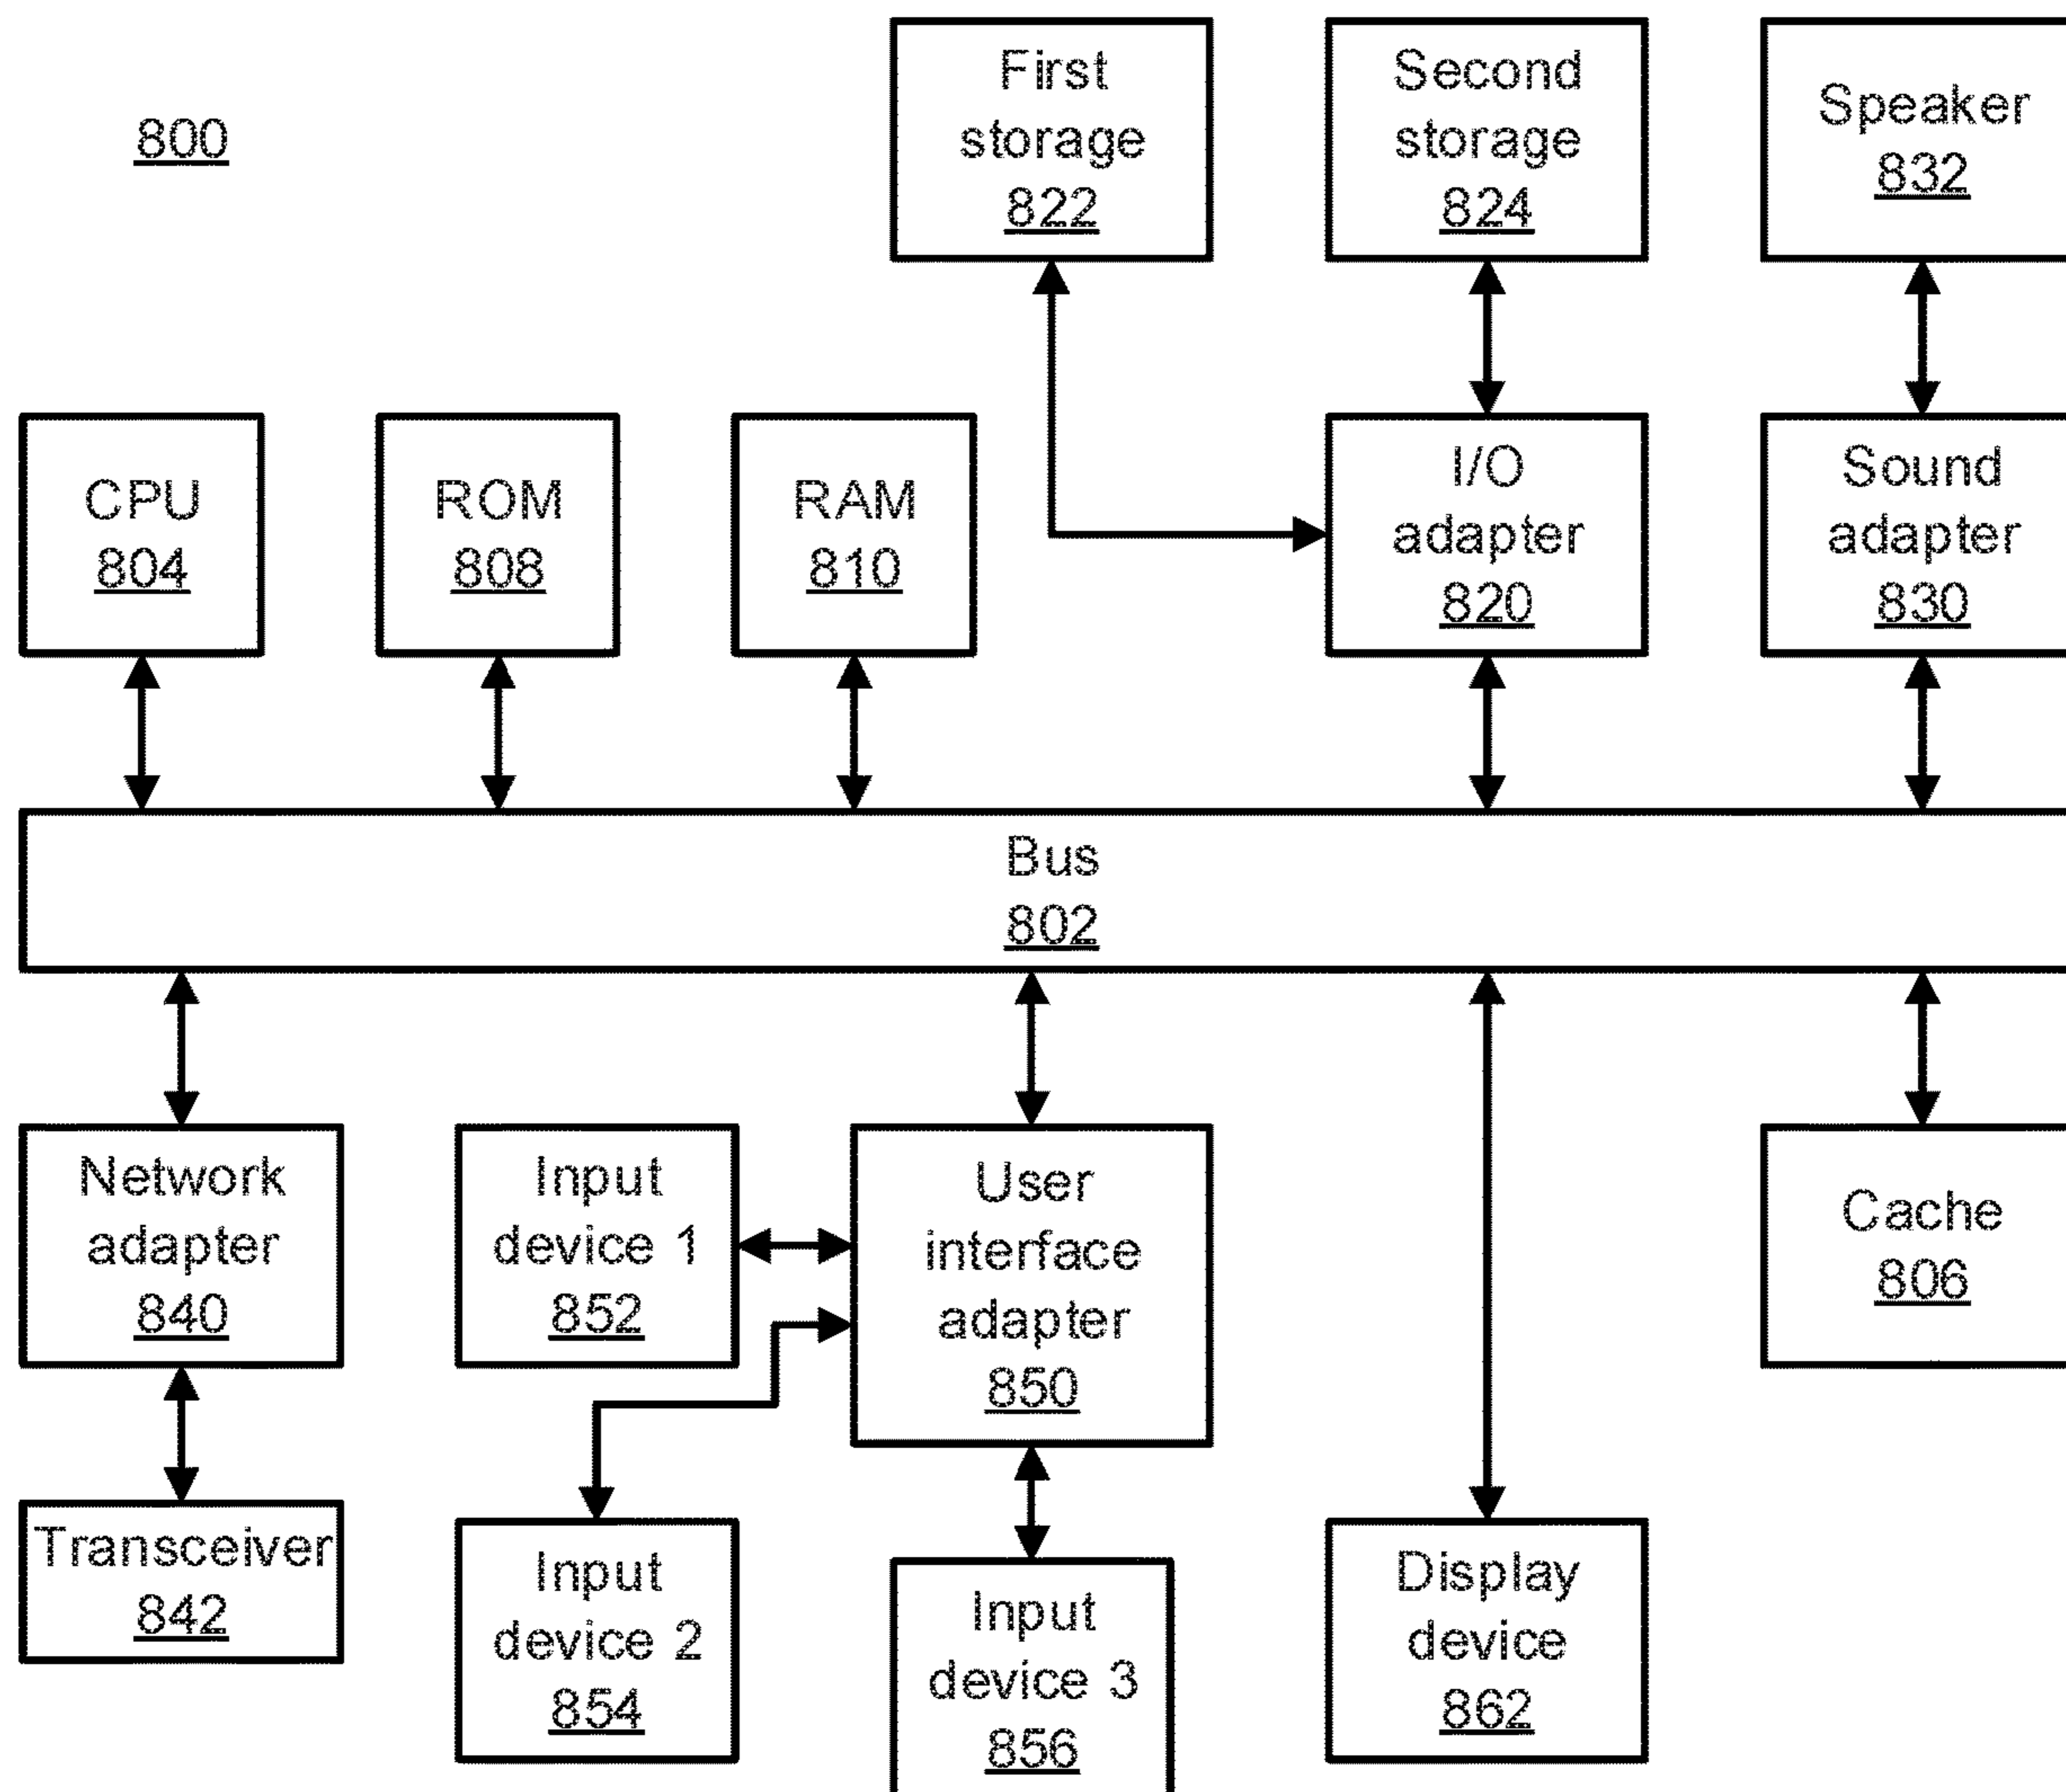 800
First
storage
822
Second
storage
824
Speaker
832
CPU
804
ROM
808
RAM
810
I/O
adapter
820
Sound
adapter
830
Bus
802
Network
adapter
840
Input
device 1
852
User
interface
adapter
850
Cache
806
Transceiver
842
Input
device 2
854
Input
device 3
856
Display
device
862